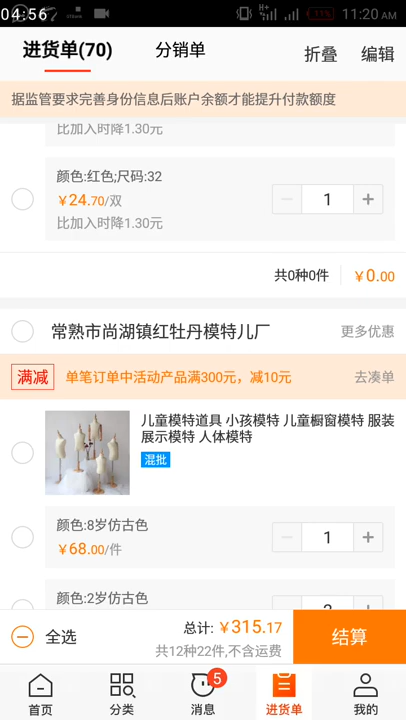 04:56
11%
11:20 AM
进货单(70)
分销单
折叠
编辑
据监管要求完善身份信息后账户余额才能提升付款额度
比加入时降1.30元
颜色:红色;尺码:32
￥24.70/双
1
比加入时降1.30元
共0种0件
￥0.00
常熟市尚湖镇红牡丹模特儿厂
更多优惠
满减
单笔订单中活动产品满300元，减10元
去凑单
儿童模特道具 小孩模特 儿童橱窗模特 服装
展示模特 人体模特
混批
颜色:8岁仿古色
￥68.00/件
1
颜色:2岁仿古色
全选
总计: ￥315.17
共12种22件,不含运费
结算
首页
分类
5
消息
进货单
我的